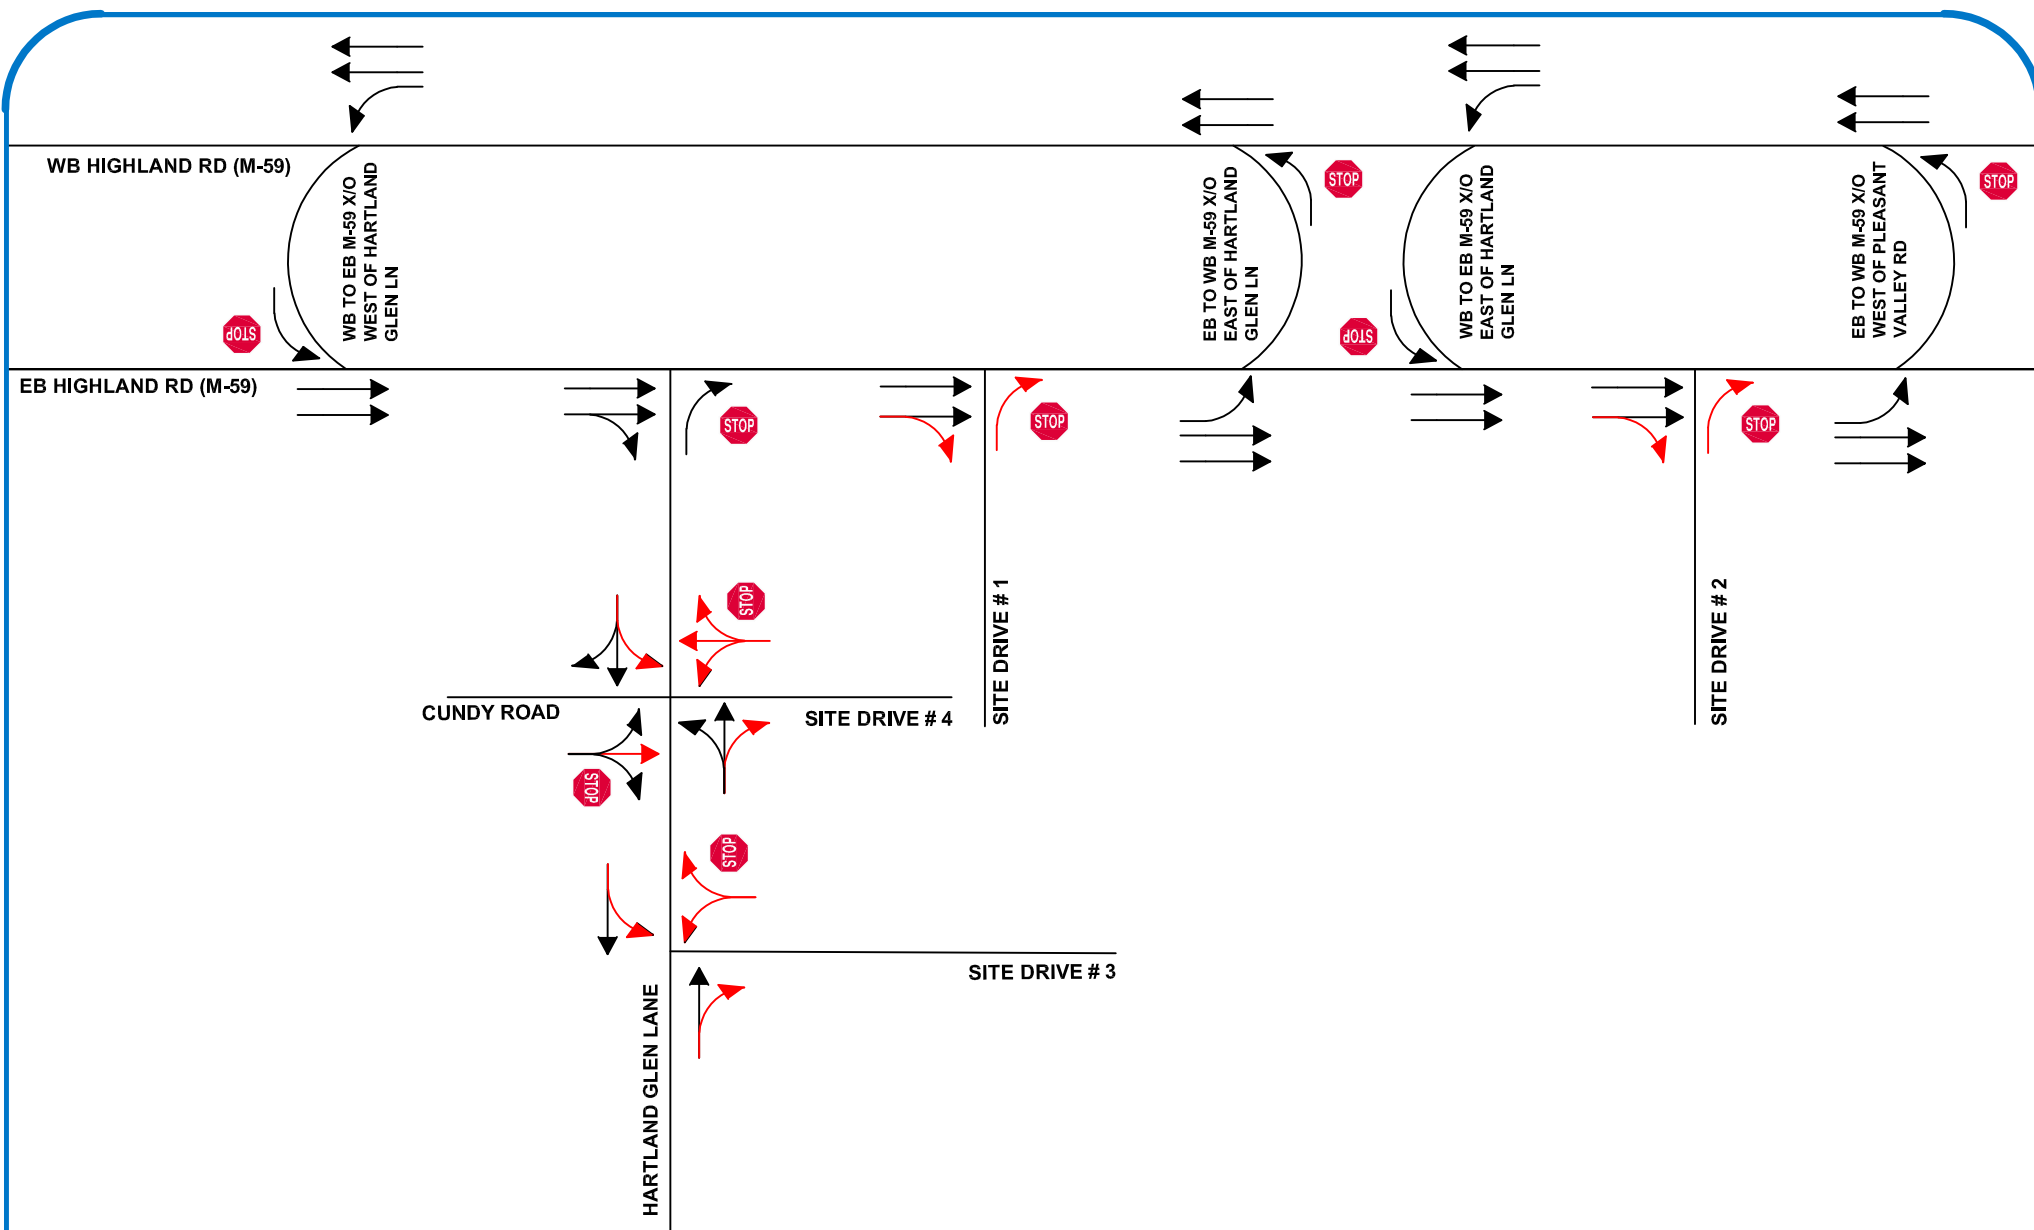 WB HIGHLAND RD (M-59)
WB TO EB M-59 X/O
WEST OF HARTLAND
GLEN LN
EB TO WB M-59 X/O
EAST OF HARTLAND
GLEN LN
STOP
WB TO EB M-59 X/O
EAST OF HARTLAND
GLEN LN
EB TO WB M-59 X/O
WEST OF PLEASANT
VALLEY RD
STOP
STOP
STOP
EB HIGHLAND RD (M-59)
STOP
STOP
STOP
STOP
SITE DRIVE # 1
SITE DRIVE # 2
CUNDY ROAD
SITE DRIVE # 4
STOP
STOP
SITE DRIVE # 3
HARTLAND GLEN LANE